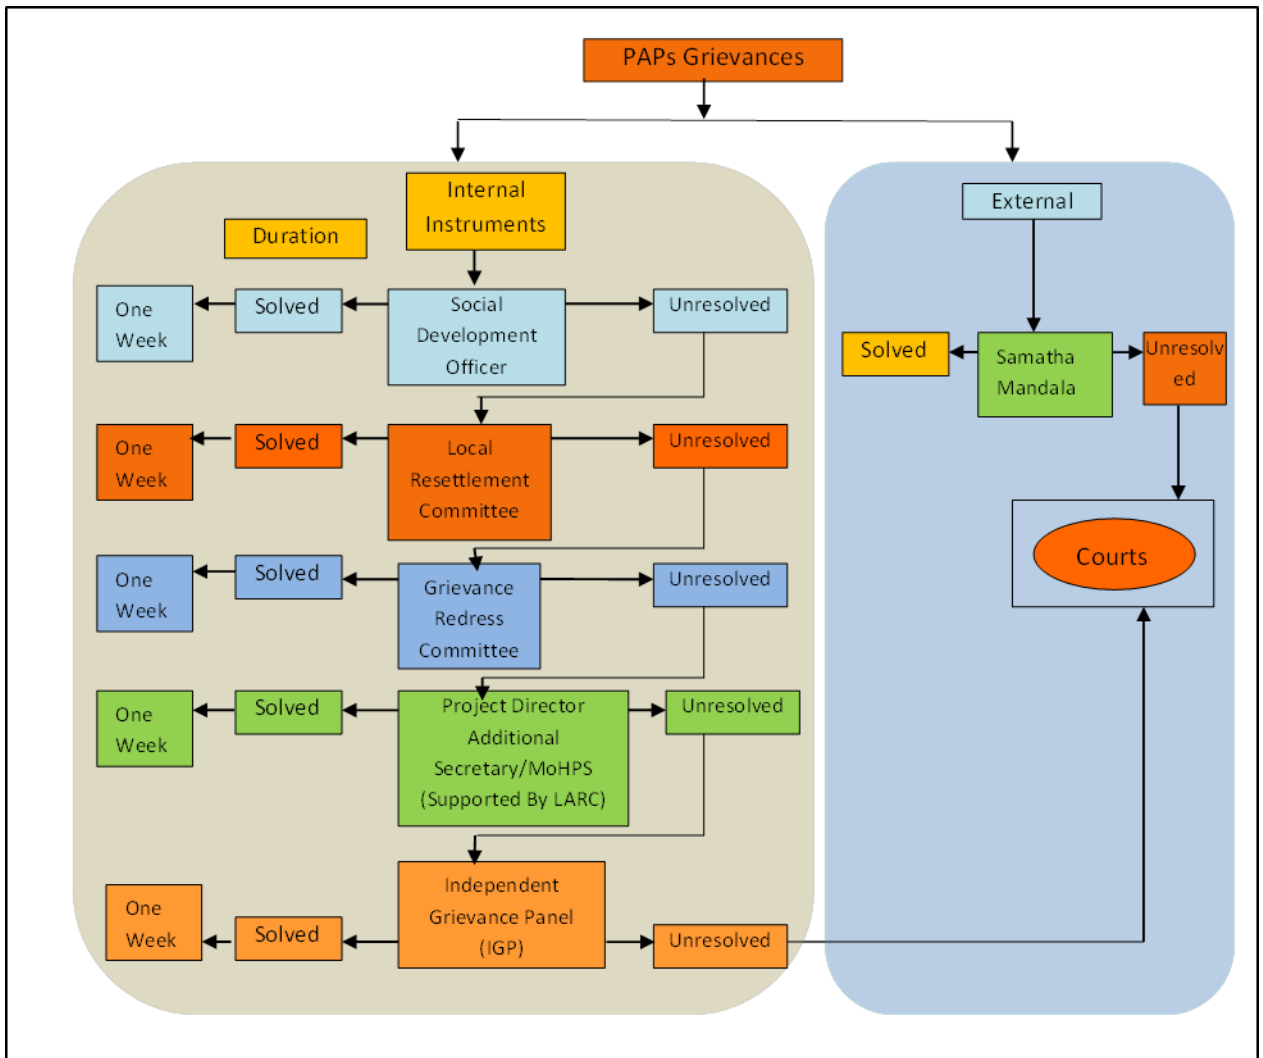 PAPs Grievances
Internal
Instruments
External
Duration
One
Week
Solved
Social
Development
Officer
Unresolved
Solved
Samatha
Mandala
Unresolv
ed
One
Week
Solved
Local
Resettlement
Committee
Unresolved
Courts
One
Week
Solved
Grievance
Redress
Committee
Unresolved
One
Week
Solved
Project Director
Additional
Secretary/MoHPS
(Supported By LARC)
Unresolved
One
Week
Solved
Independent
Grievance Panel
(IGP)
Unresolved